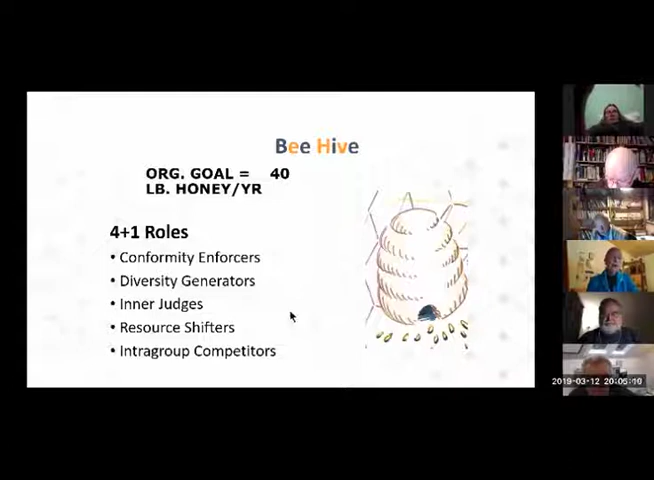 Bee Hive
ORG. GOAL = 40
LB. HONEY/YR
4+1 Roles
• Conformity Enforcers
• Diversity Generators
• Inner Judges
• Resource Shifters
• Intragroup Competitors
2019-03-12 20:05:10